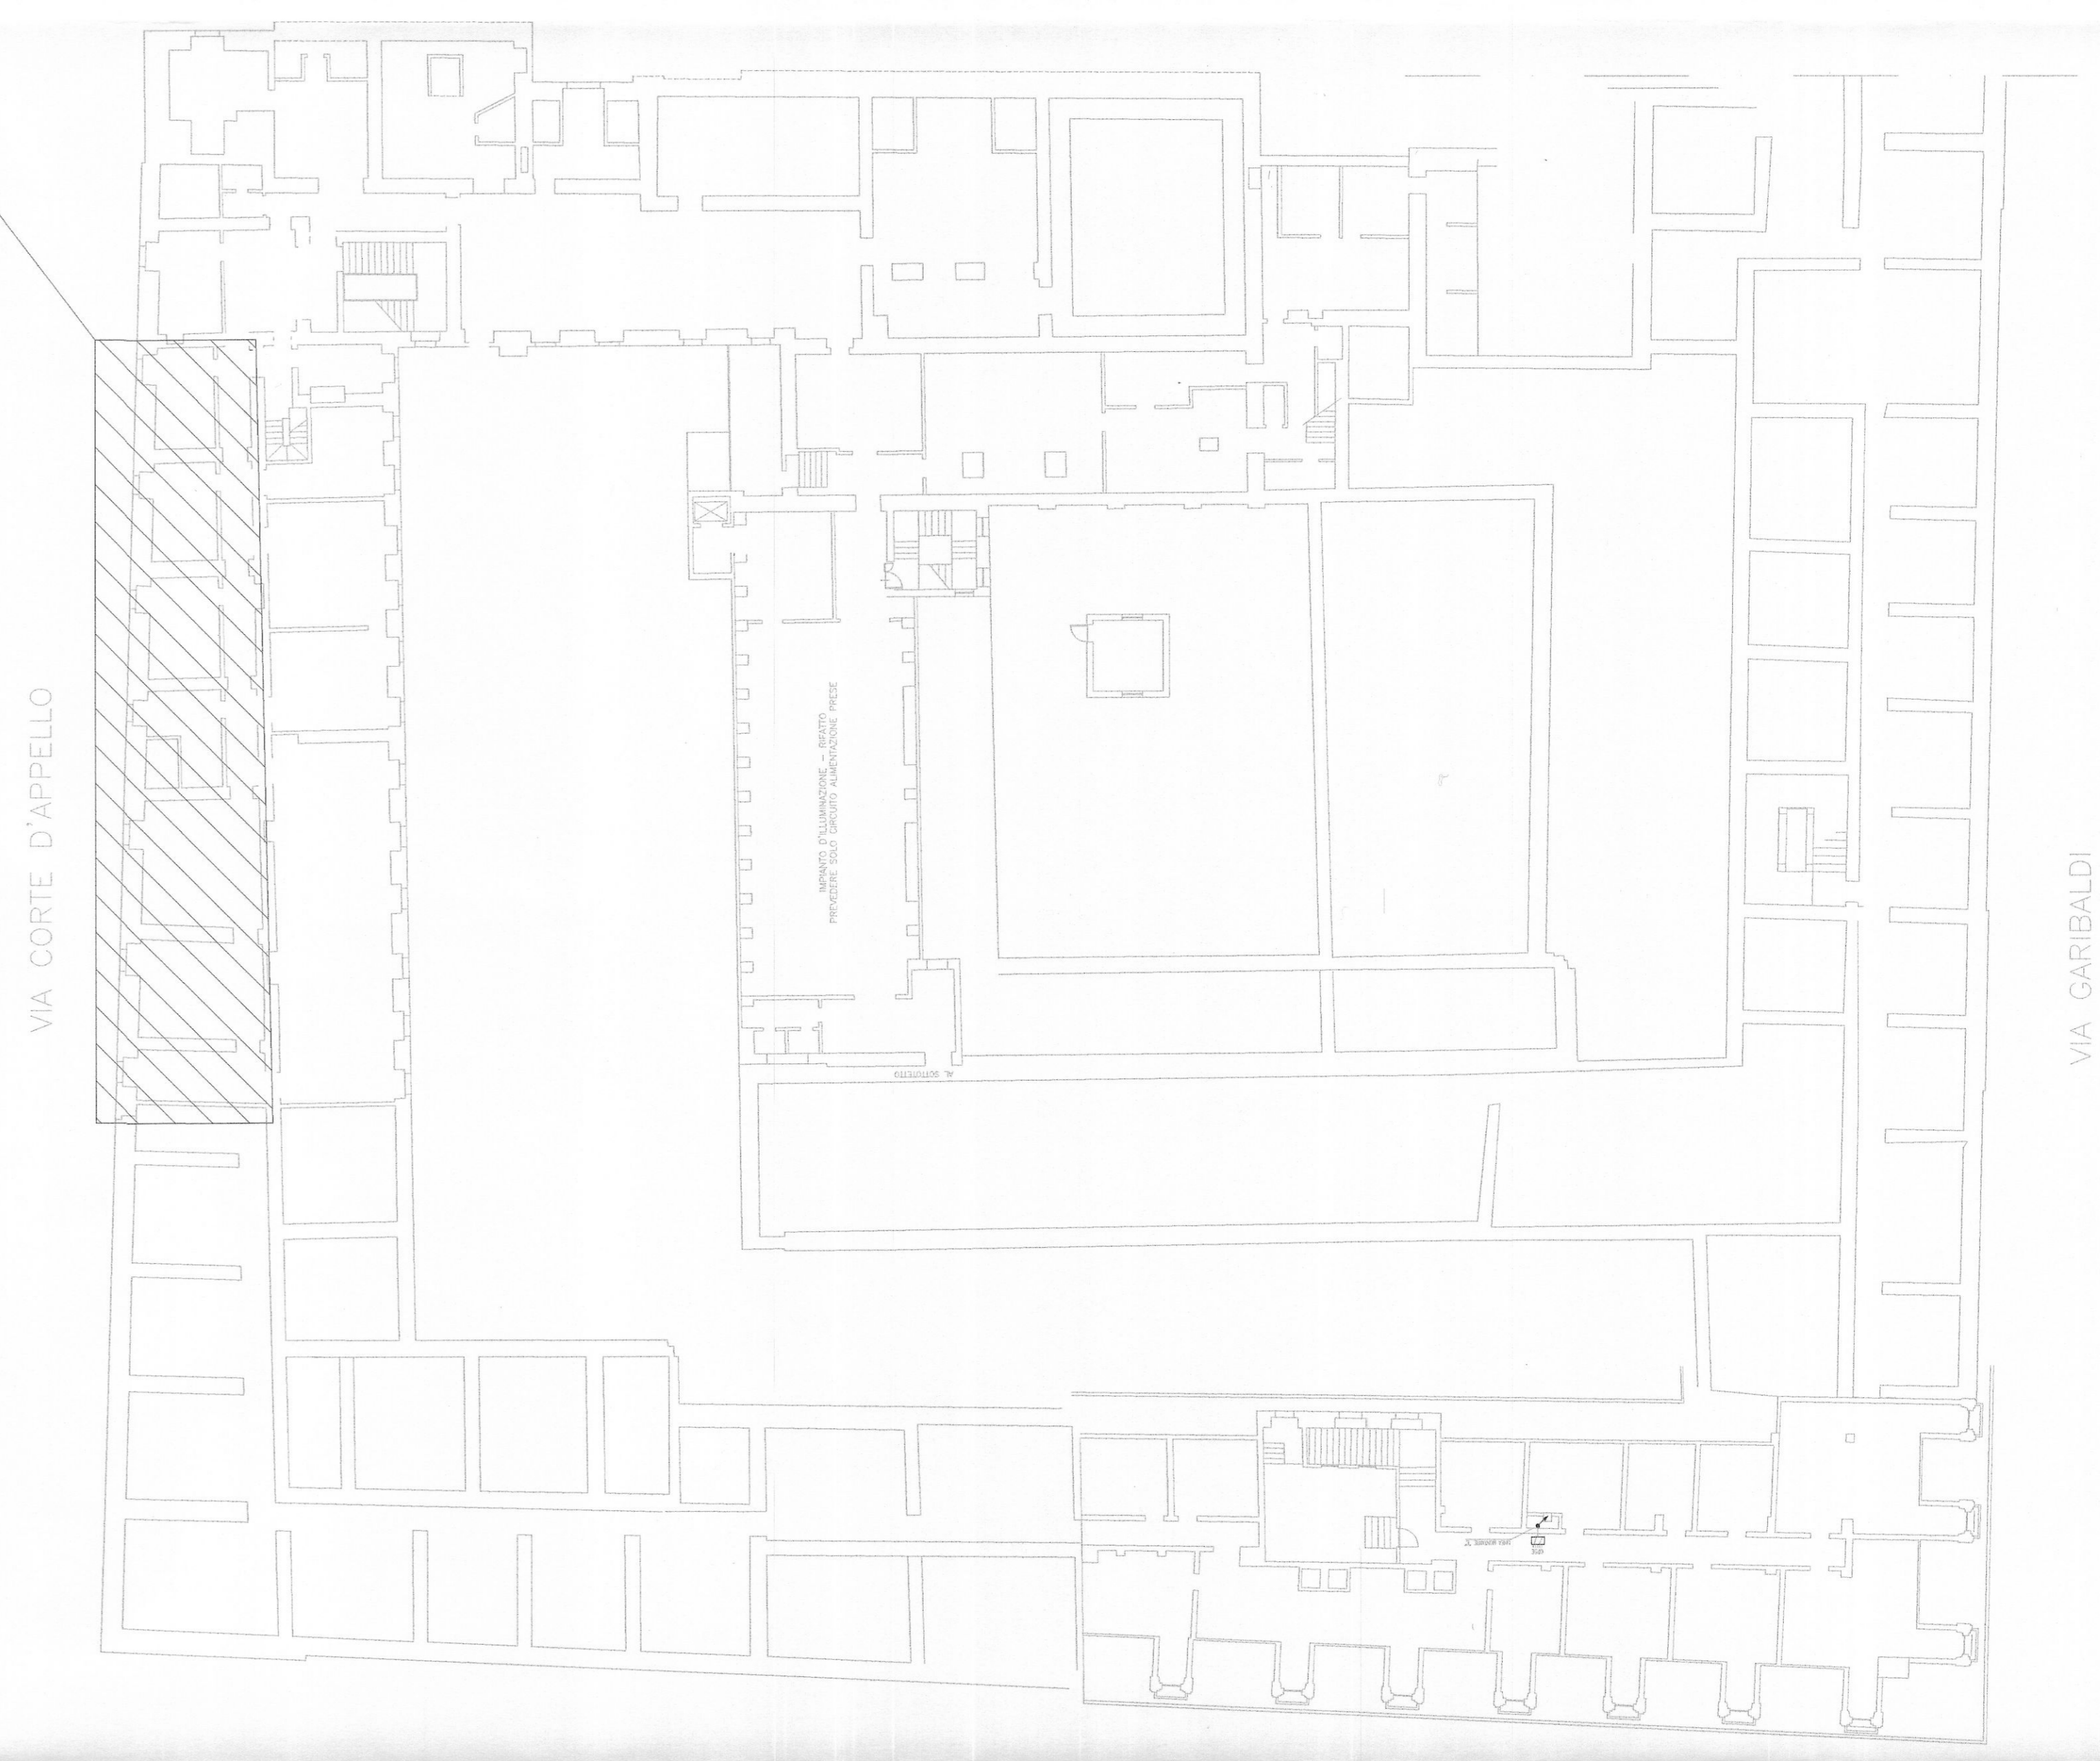 VIA CORTE D'APPELLO
IMPIANTO D'ILLUMINAZIONE – RIFATTO
PREVEDERE SOLO CIRCUITO ALIMENTAZIONE PRESE
AL SOTTOTETTO
VIA GARIBALDI